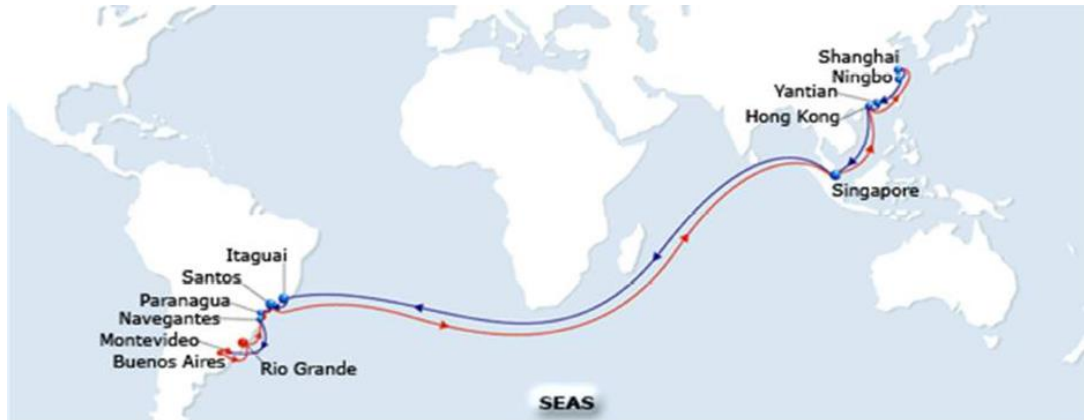 Shanghai
Ningbo
Yantian
Hong Kong
Singapore
Itaguai
Santos
Paranagua
Navegantes
Montevideo
Buenos Aires
Rio Grande
SEAS